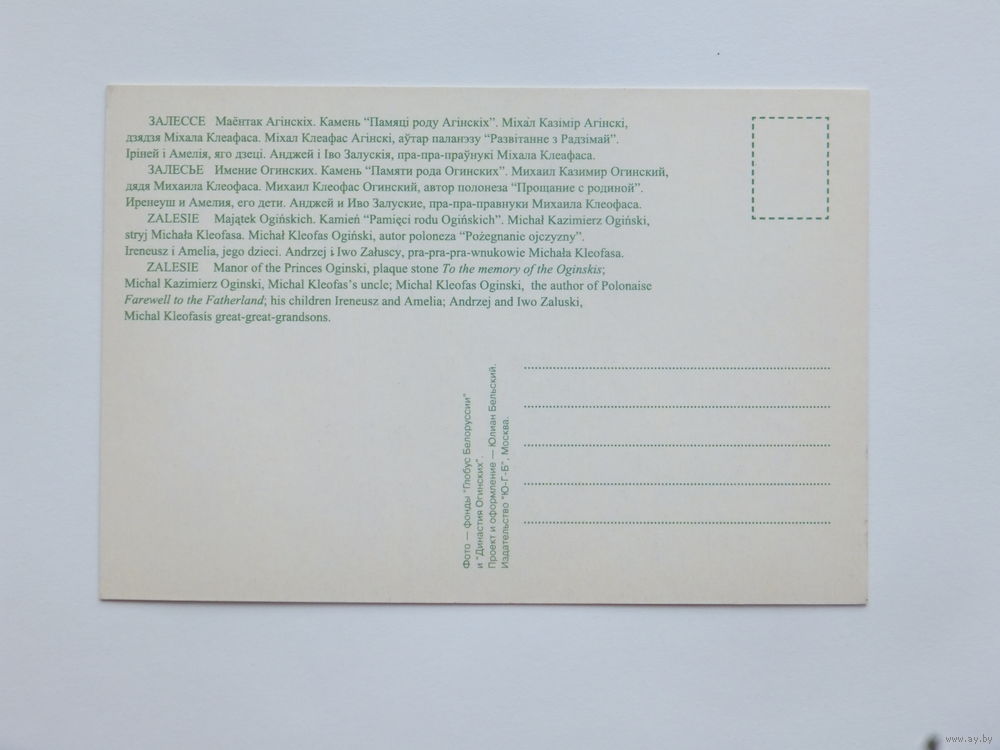 ЗАЛЕССЕ Маёнтак Агінскіх. Камень “Памяці роду Агінскіх”. Міхал Казімір Агінскі,
дзядзя Міхала Клеафаса. Міхал Клеафас Агінскі, аўтар паланэзу “Развітанне з Радзімай”.
Ірiней і Амелія, яго дзеці. Анджей і Іво Залускія, пра-пра-праўнукі Міхала Клеафаса.
ЗАЛЕСЬЕ Имение Огинских. Камень “Памяти рода Огинских”. Михаил Казимир Огинский,
дядя Михаила Клеофаса. Михаил Клеофас Огинский, автор полонеза “Прощание с родиной”.
Иренеуш и Амелия, его дети. Анджей и Иво Залуские, пра-пра-правнуки Михаила Клеофаса.
ZALESIE Majątek Ogińskich. Kamień “Pamięci rodu Ogińskich”. Michał Kazimierz Ogiński,
stryj Michała Kleofasa. Michał Kleofas Ogiński, autor poloneza “Pożegnanie ojczyzny”.
Ireneusz i Amelia, jego dzieci. Andrzej i Iwo Załuscy, pra-pra-pra-wnukowie Michała Kleofasa.
ZALESIE Manor of the Princes Oginski, plaque stone To the memory of the Oginskis;
Michal Kazimierz Oginski, Michal Kleofas's uncle; Michal Kleofas Oginski, the author of Polonaise
Farewell to the Fatherland; his children Ireneusz and Amelia; Andrzej and Iwo Zaluski,
Michal Kleofasis great-great-grandsons.
Фото — фонды "Глобус Белоруссии"
и "Династия Огинских".
Проект и оформление — Юлиан Бельский.
Издательство "Ю-Г-Б", Москва.
www.ay.by